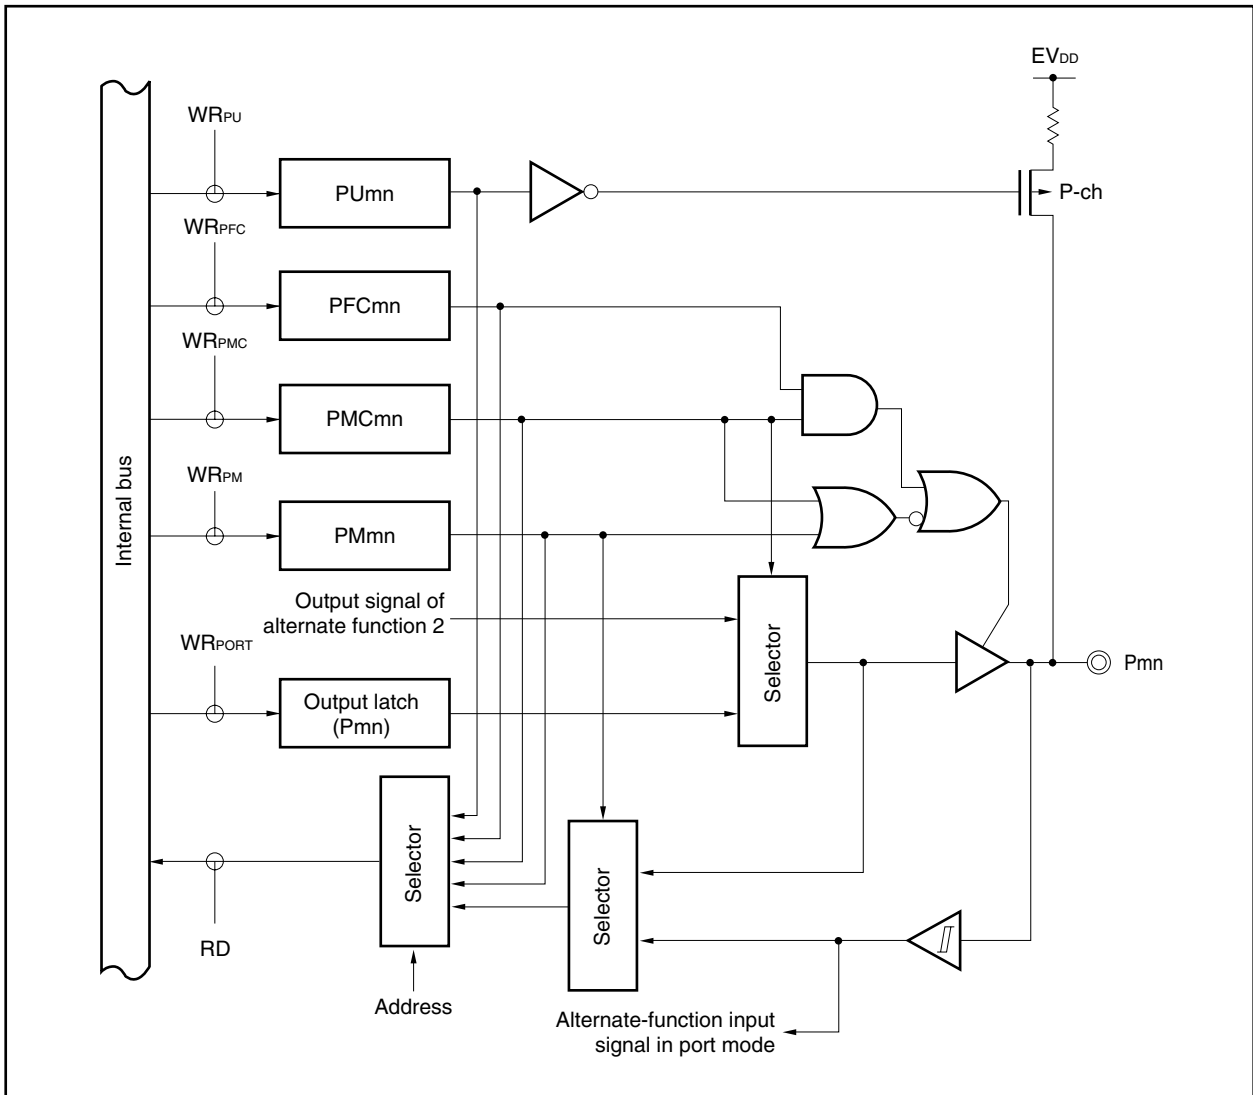 EVDD
WRPU
PUmn
P-ch
WRPFC
PFCmn
WRPMC
PMCmn
WRPM
PMmn
Internal bus
Output signal of
alternate function 2
WRPORT
Output latch
(Pmn)
Selector
Pmn
Selector
Selector
RD
Address
Alternate-function input
signal in port mode